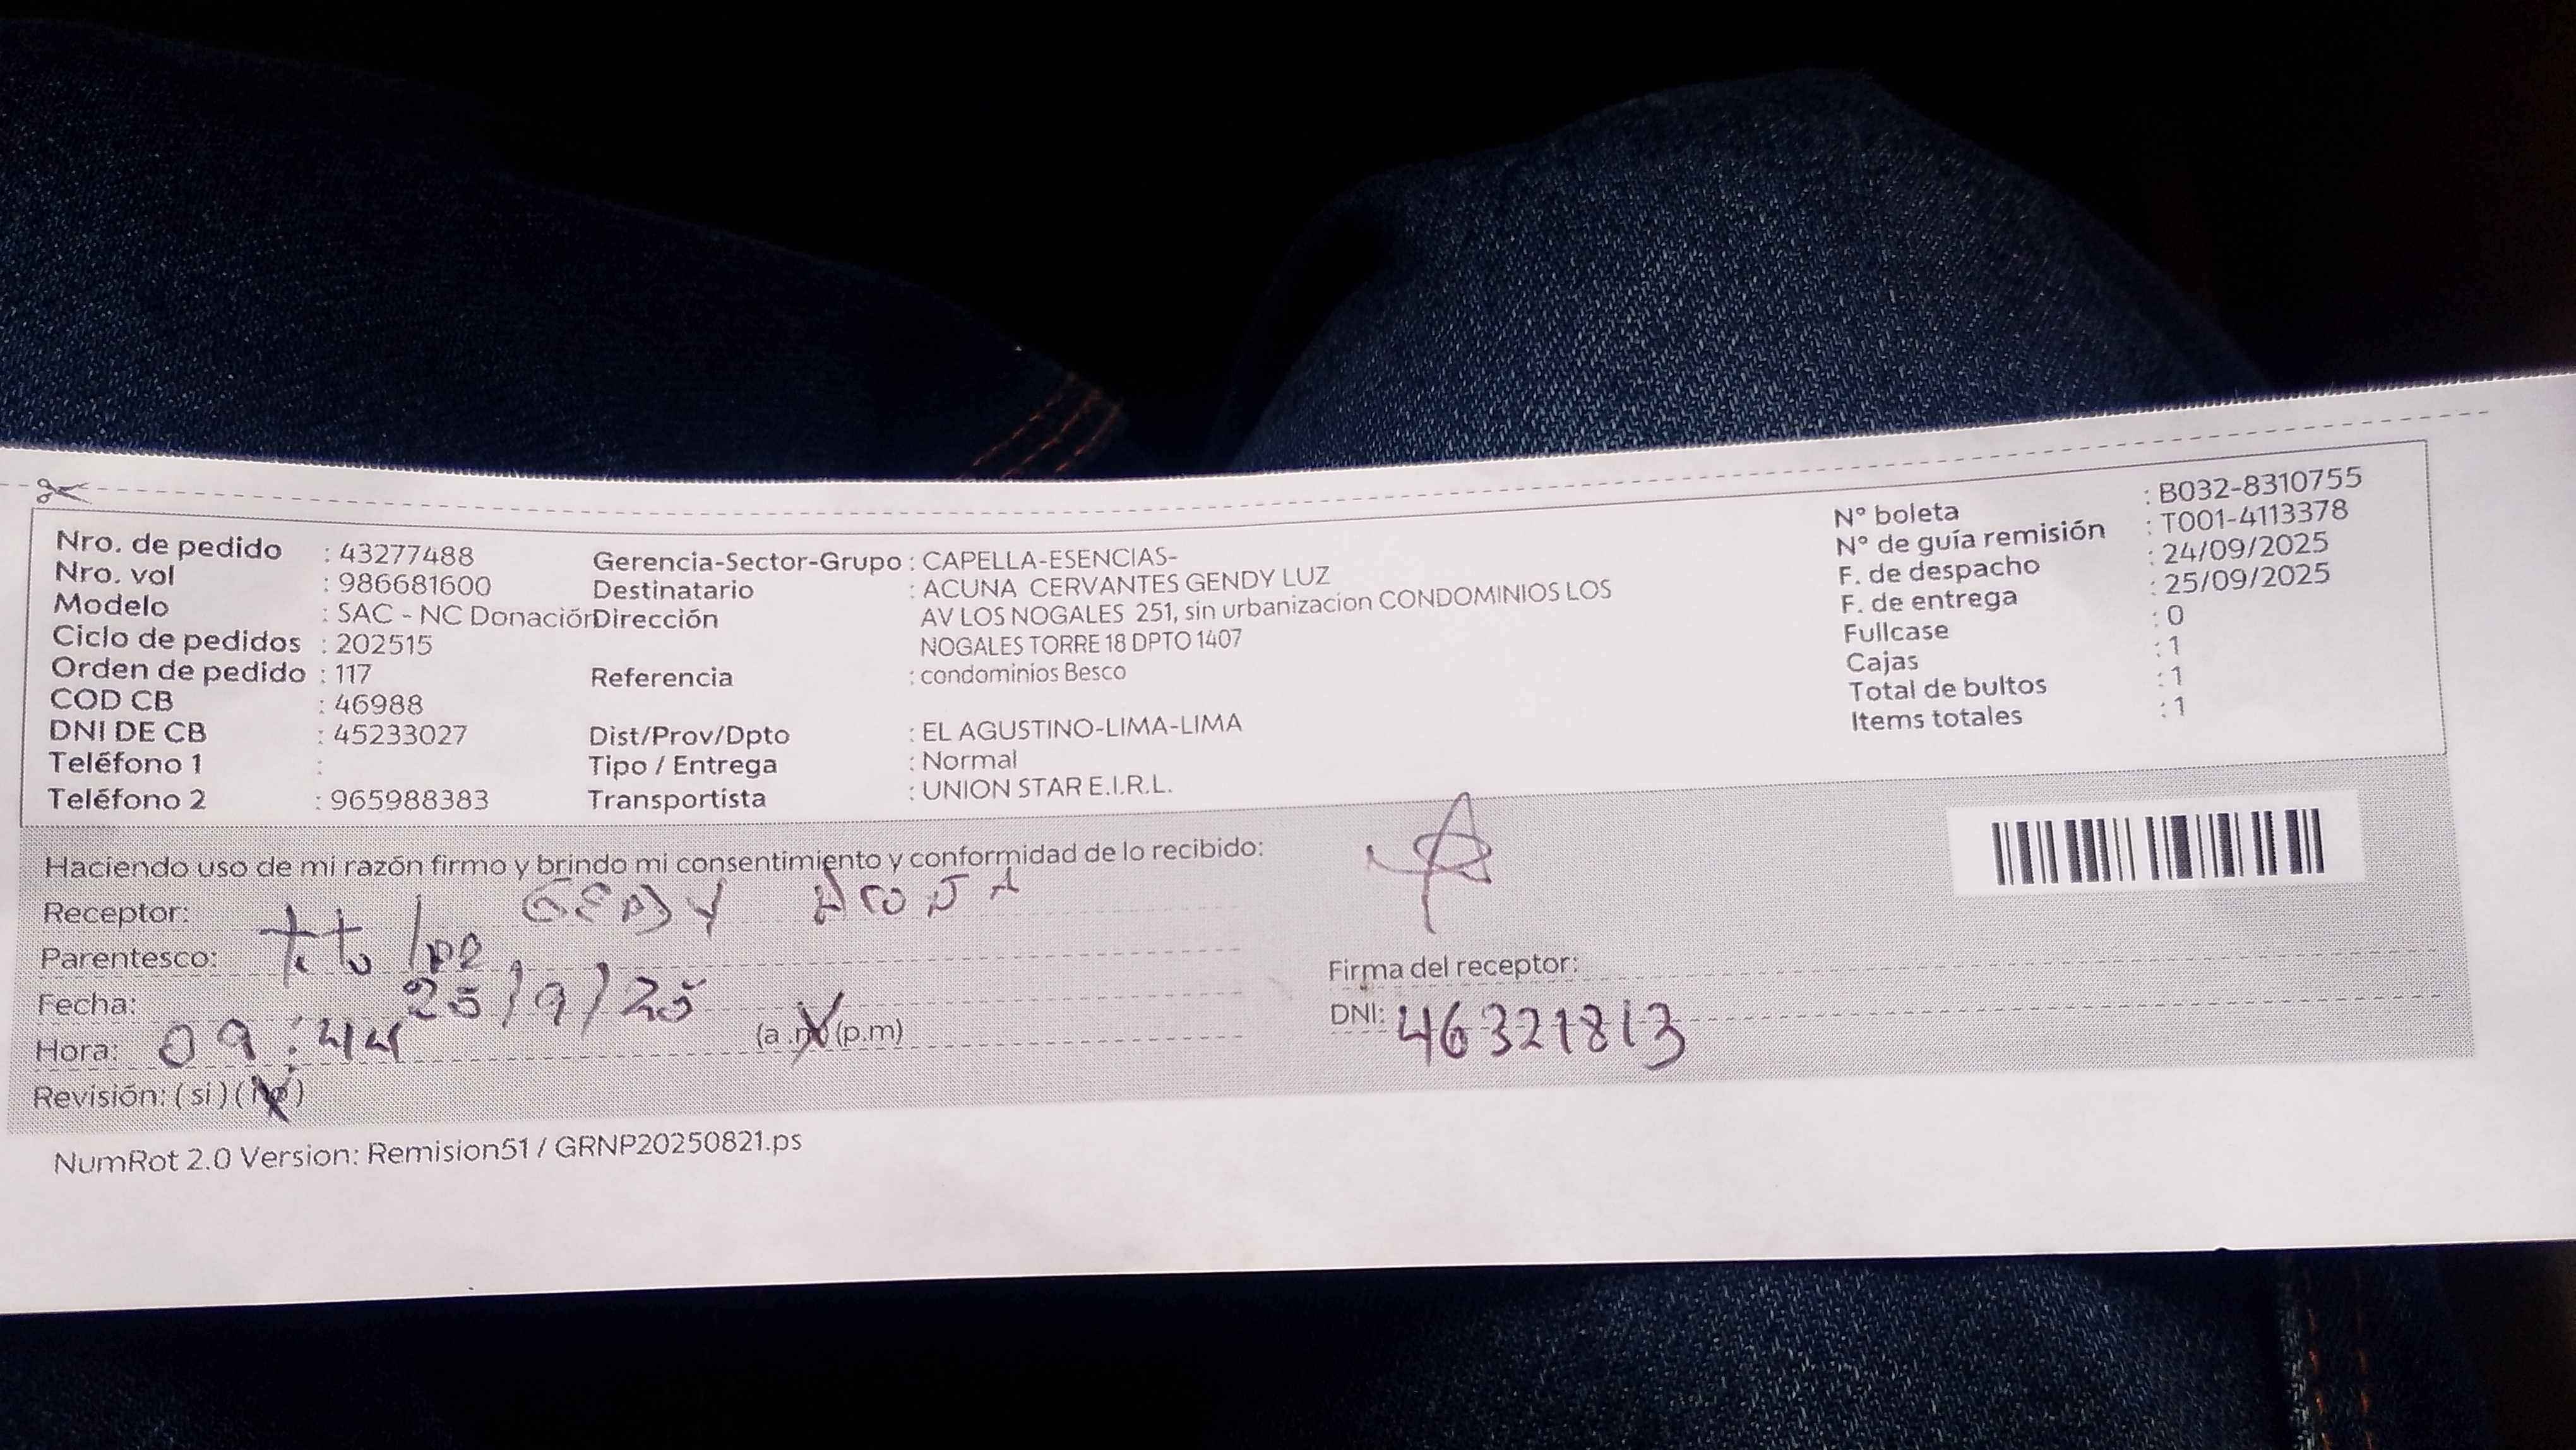 Nro. de pedido : 43277488
Nro. vol : 986681600
Modelo : SAC - NC Donación
Ciclo de pedidos : 202515
Orden de pedido : 117
COD CB : 46988
DNI DE CB : 45233027
Teléfono 1 :
Teléfono 2 : 965988383
Gerencia-Sector-Grupo : CAPELLA-ESENCIAS-
Destinatario : ACUNA CERVANTES GENDY LUZ
Dirección AV LOS NOGALES 251, sin urbanizacion CONDOMINIOS LOS
NOGALES TORRE 18 DPTO 1407
Referencia : condominios Besco
Dist/Prov/Dpto : EL AGUSTINO-LIMA-LIMA
Tipo / Entrega : Normal
Transportista : UNION STAR E.I.R.L.
N° boleta : B032-8310755
N° de guía remisión : T001-4113378
F. de despacho : 24/09/2025
F. de entrega : 25/09/2025
Fullcase : 0
Cajas : 1
Total de bultos : 1
Items totales : 1
Haciendo uso de mi razón firmo y brindo mi consentimiento y conformidad de lo recibido:
Receptor:
Parentesco:
Fecha: 25/9/25
Hora: 09:44 (a.m) (p.m)
Revisión: (si) (no)
Firma del receptor:
DNI: 46321813
NumRot 2.0 Version: Remision51 / GRNP20250821.ps